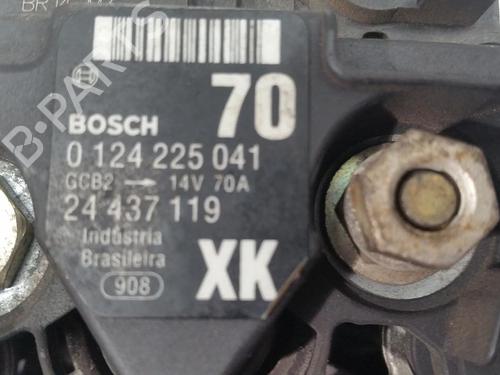 70
BOSCH
0 124 225 041
GCB2 → 14V 70A
24 437 119
Indústria
Brasileira
XK
908
B-PARTS